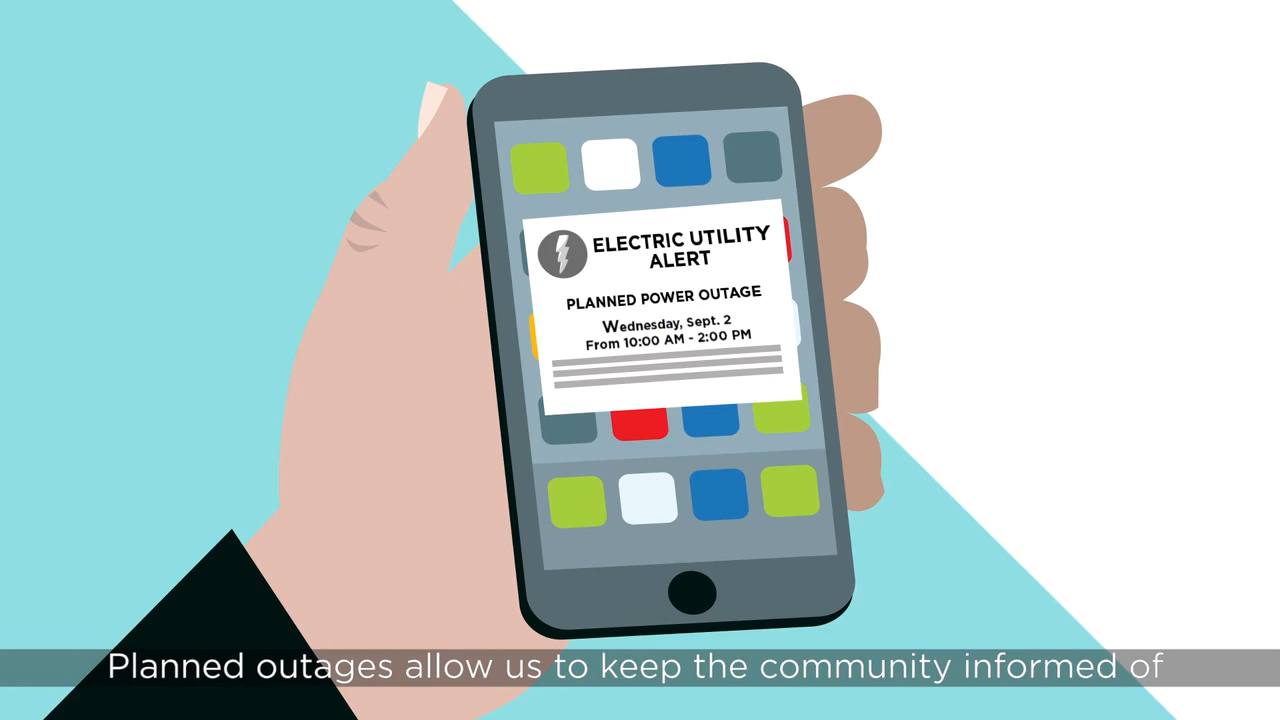 ELECTRIC UTILITY
ALERT
PLANNED POWER OUTAGE
Wednesday, Sept. 2
From 10:00 AM - 2:00 PM
Planned outages allow us to keep the community informed of